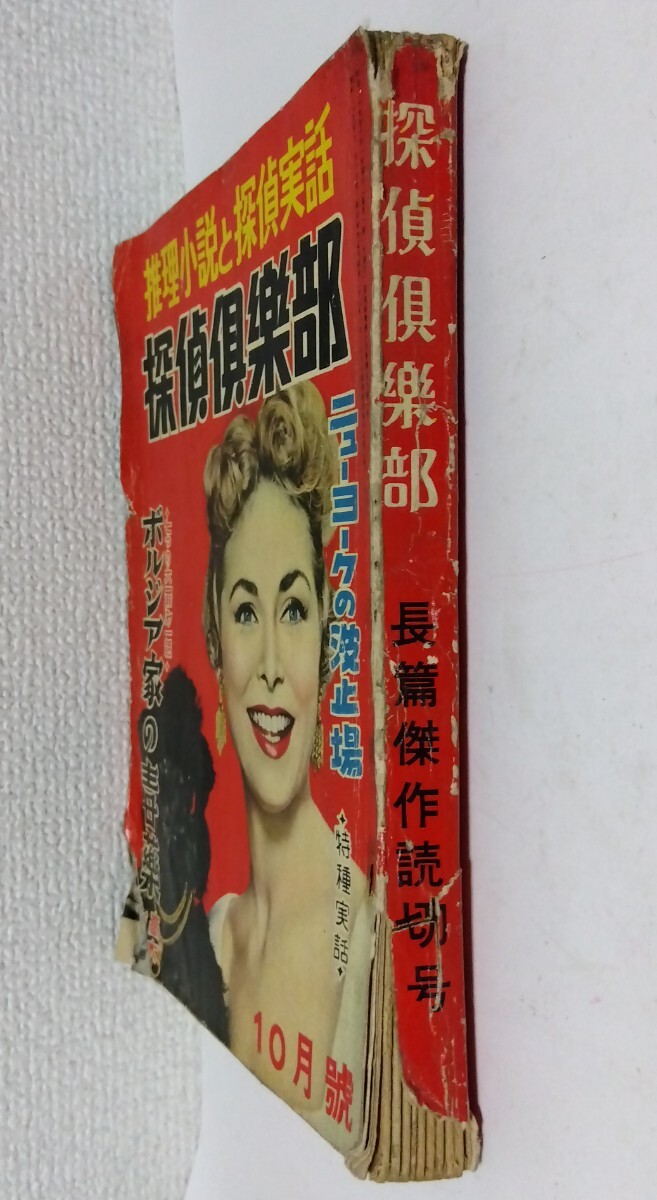 推理小説と探偵実話
探偵倶樂部
ニューヨークの波止場
特種実話
ボルジア家の毒薬
10月號
探偵倶樂部
長篇傑作読切号